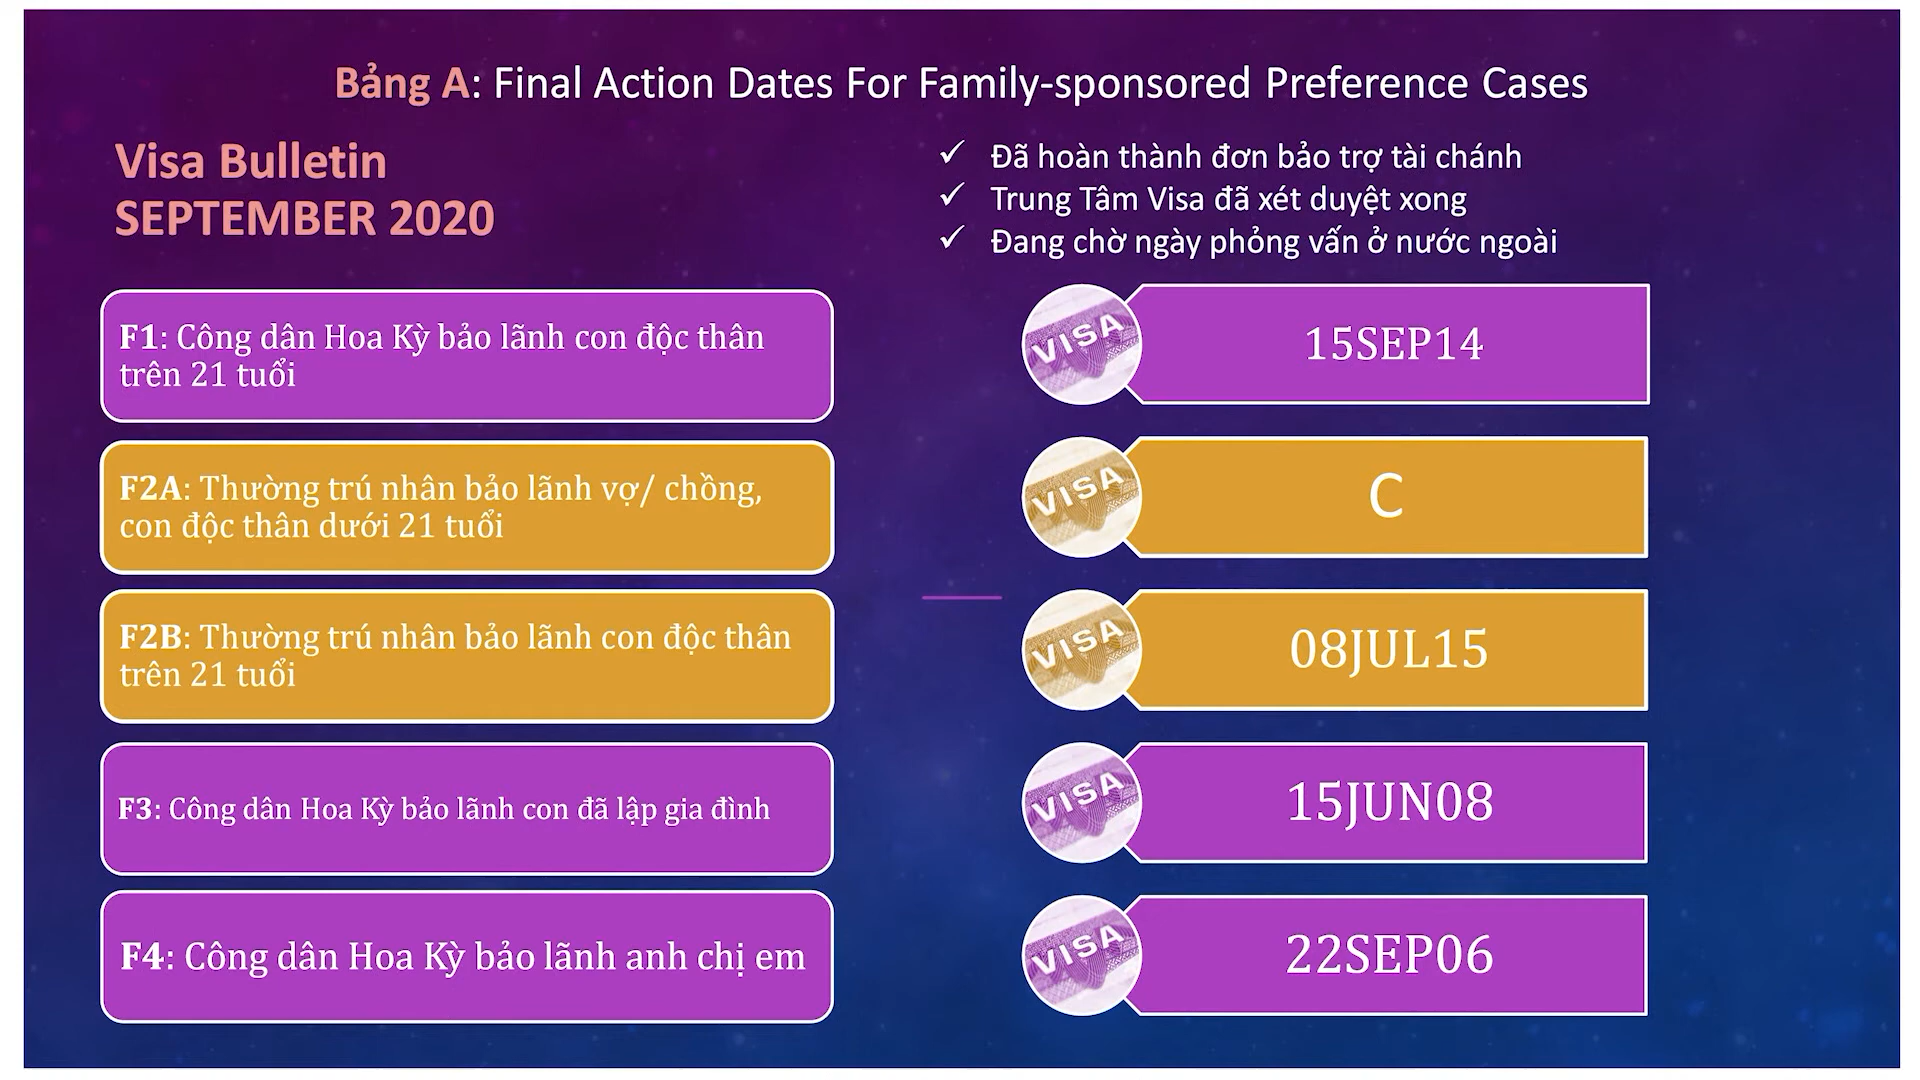 Bảng A: Final Action Dates For Family-sponsored Preference Cases
Visa Bulletin
SEPTEMBER 2020
✓ Đã hoàn thành đơn bảo trợ tài chánh
✓ Trung Tâm Visa đã xét duyệt xong
✓ Đang chờ ngày phỏng vấn ở nước ngoài
F1: Công dân Hoa Kỳ bảo lãnh con độc thân
trên 21 tuổi
VISA
15SEP14
F2A: Thường trú nhân bảo lãnh vợ/ chồng,
con độc thân dưới 21 tuổi
VISA
C
F2B: Thường trú nhân bảo lãnh con độc thân
trên 21 tuổi
VISA
08JUL15
F3: Công dân Hoa Kỳ bảo lãnh con đã lập gia đình
VISA
15JUN08
F4: Công dân Hoa Kỳ bảo lãnh anh chị em
VISA
22SEP06